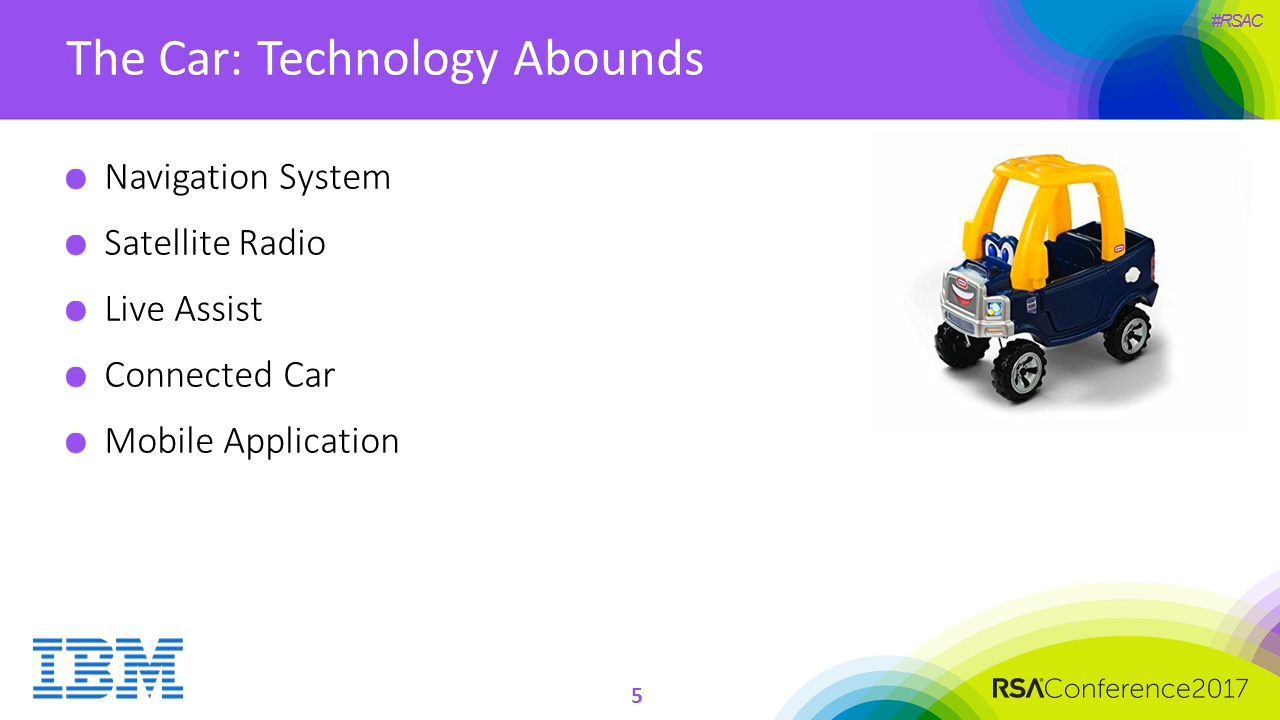 #RSAC
The Car: Technology Abounds
Navigation System
Satellite Radio
Live Assist
Connected Car
Mobile Application
IBM
5
RSAConference2017